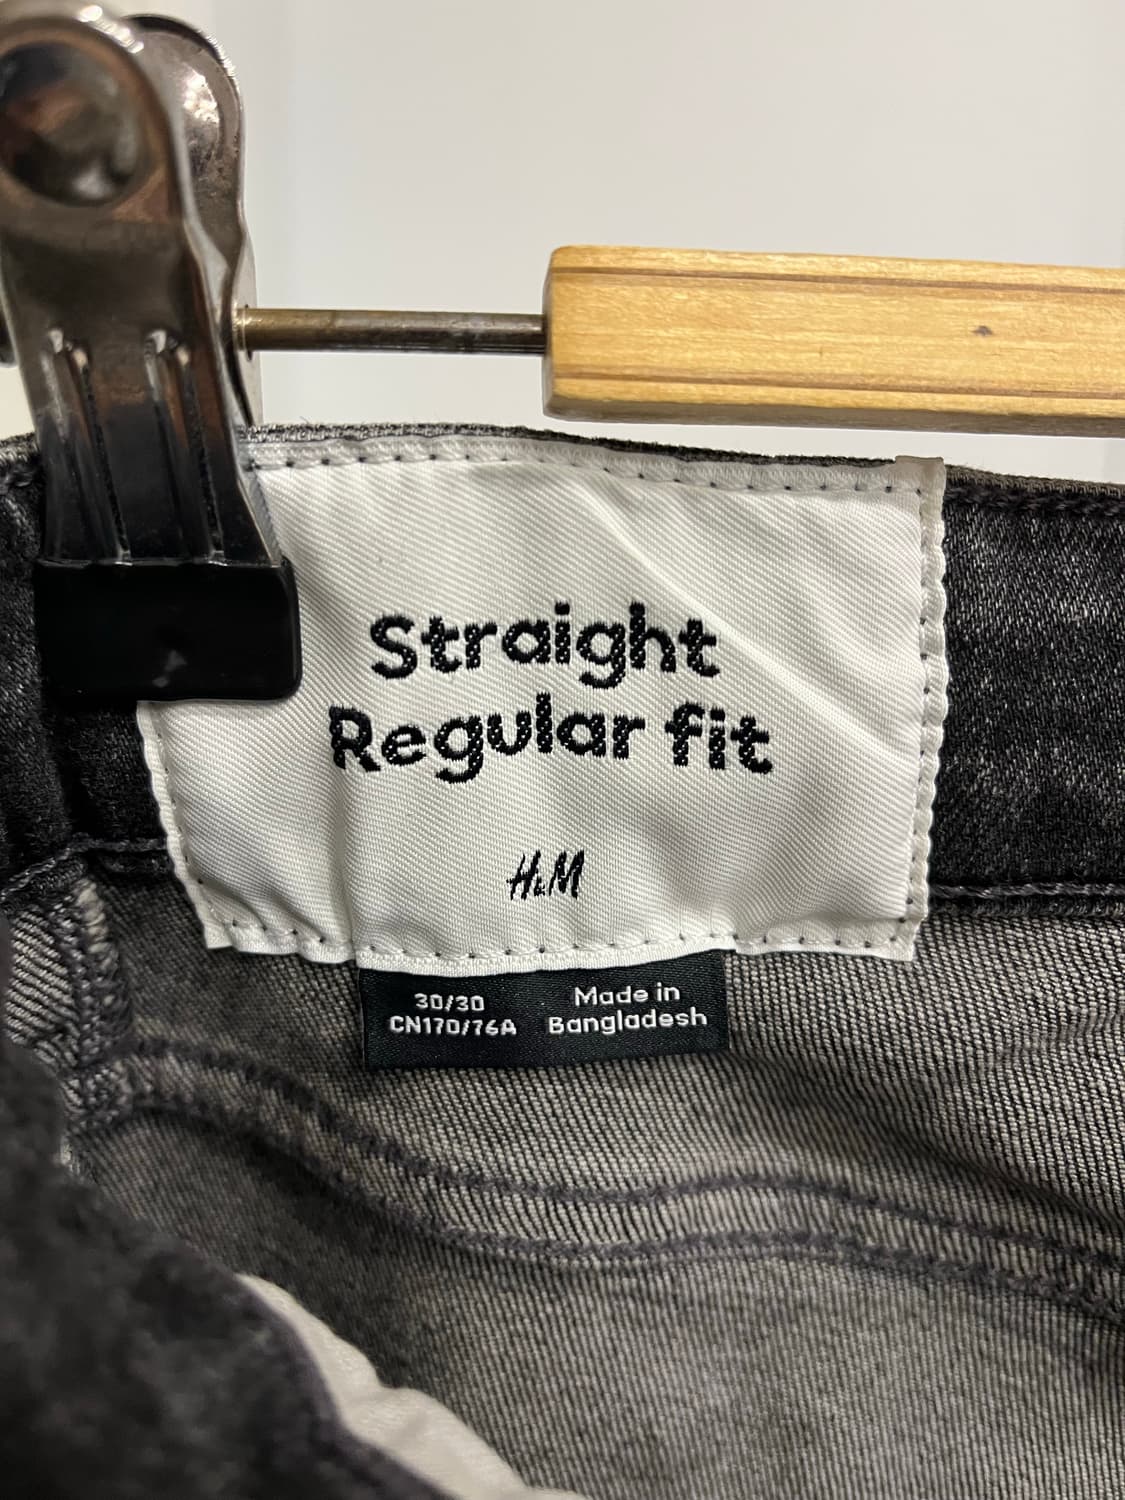 Straight
Regular fit
H&M
30/30
CN170/76A
Made in
Bangladesh